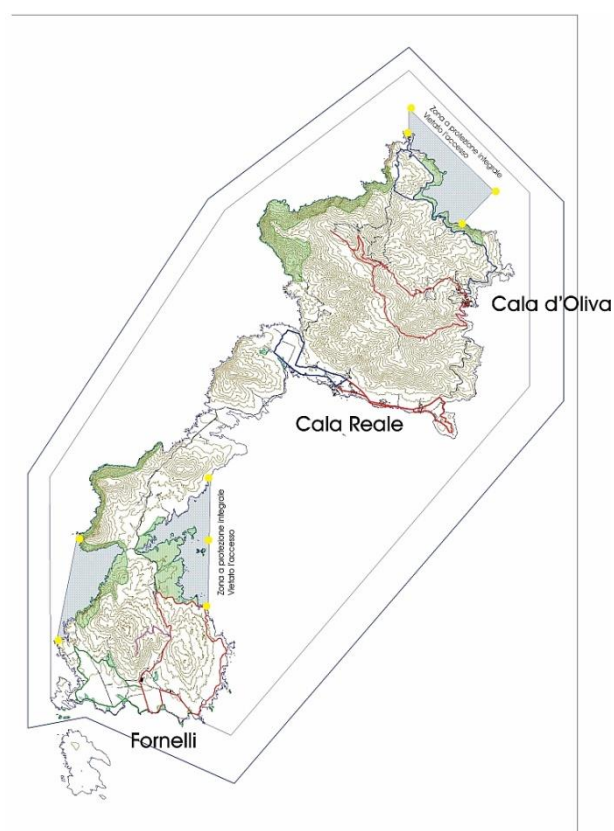 Zona a protezione integrale
Vietato l'accesso
Cala d'Oliva
Cala Reale
Zona a protezione integrale
Vietato l'accesso
Fornelli